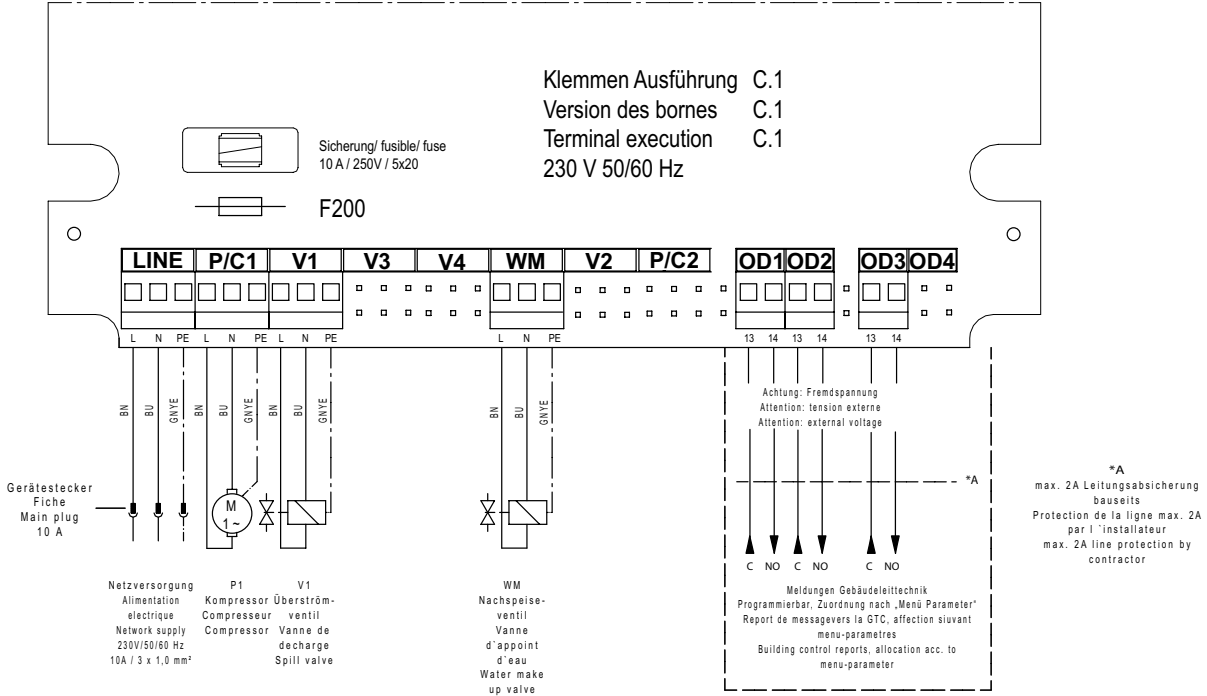 Klemmen Ausführung C.1
Version des bornes C.1
Terminal execution C.1
230 V 50/60 Hz
Sicherung/ fusible/ fuse
10 A / 250V / 5x20
F200
LINE P/C1 V1 V3 V4 WM V2 P/C2 OD1 OD2 OD3 OD4
L N PE L N PE L N PE L N PE 13 14 13 14 13 14
BN BU GNYE BN BU GNYE BN BU GNYE BN BU GNYE
Achtung: Fremdspannung
Attention: tension externe
Attention: external voltage
*A
Gerätestecker
Fiche
Main plug
10 A
M
1 ~
C NO C NO C NO
*A
max. 2A Leitungsabsicherung
bauseits
Protection de la ligne max. 2A
par l `installateur
max. 2A line protection by
contractor
Netzversorgung
Alimentation
electrique
Network supply
230V/50/60 Hz
10A / 3 x 1,0 mm²
P1
Kompressor
Compresseur
Compressor
V1
Überström-
ventil
Vanne de
decharge
Spill valve
WM
Nachspeise-
ventil
Vanne
d`appoint
d`eau
Water make
up valve
Meldungen Gebäudeleittechnik
Programmierbar, Zuordnung nach „Menü Parameter"
Report de messagevers la GTC, affection siuvant
menu-parametres
Building control reports, allocation acc. to
menu-parameter